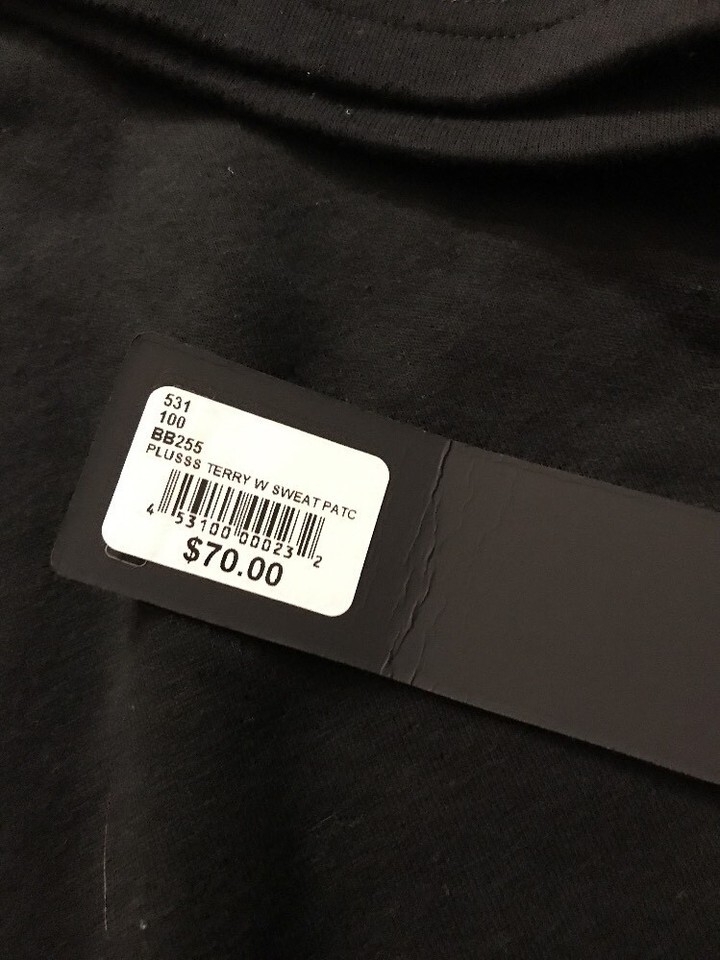 531
100
BB255
PLUSSS TERRY W SWEAT PATC
4 53100 00023 2
$70.00